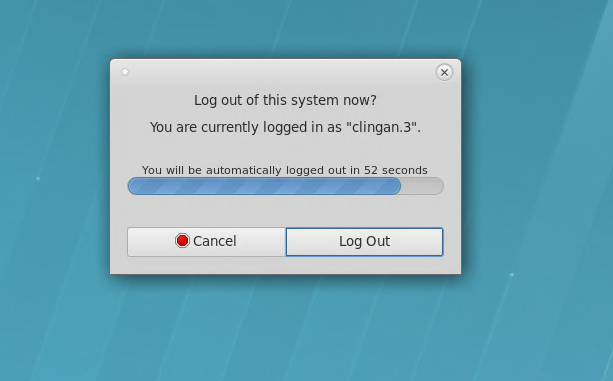 Log out of this system now?
You are currently logged in as "clingan.3".
You will be automatically logged out in 52 seconds
Cancel
Log Out